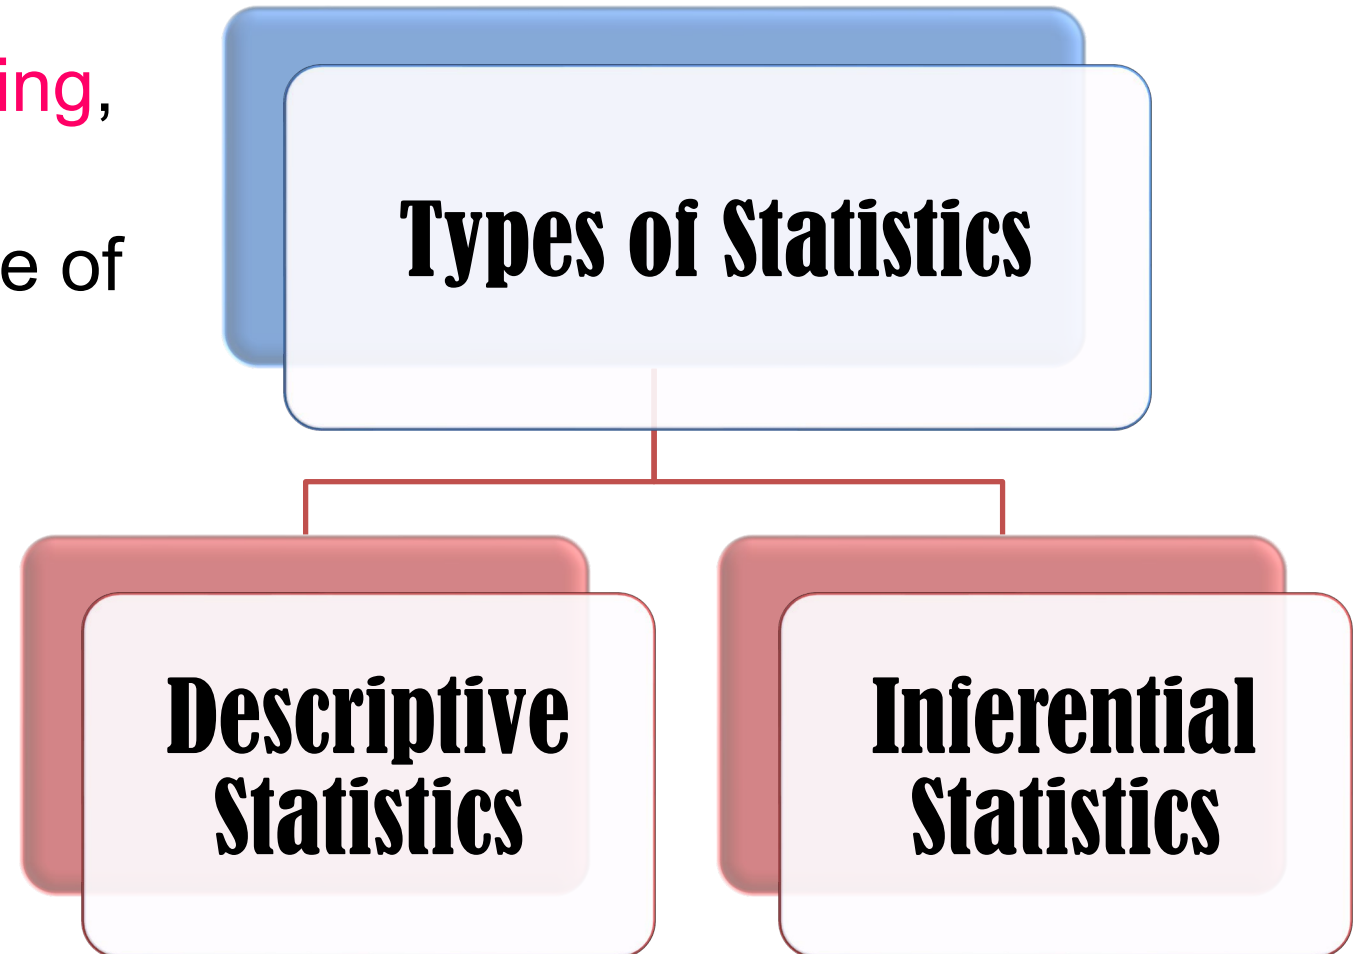 ing,
e of
Types of Statistics
Descriptive
Statistics
Inferential
Statistics